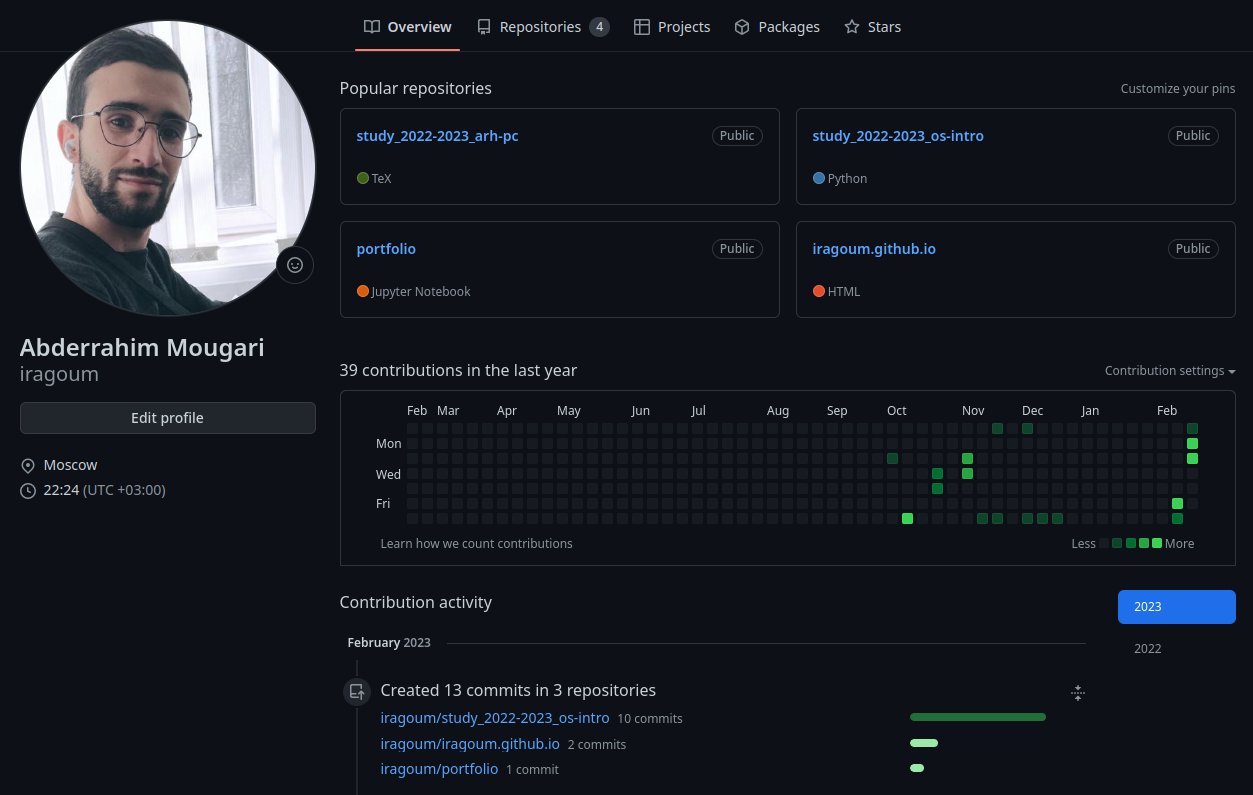 Overview Repositories 4 Projects Packages Stars
Popular repositories Customize your pins
study_2022-2023_arh-pc Public
TeX
study_2022-2023_os-intro Public
Python
portfolio Public
Jupyter Notebook
iragoum.github.io Public
HTML
Abderrahim Mougari
iragoum
Edit profile
Moscow
22:24 (UTC +03:00)
39 contributions in the last year Contribution settings
Feb Mar Apr May Jun Jul Aug Sep Oct Nov Dec Jan Feb
Mon
Wed
Fri
Learn how we count contributions Less More
Contribution activity
2023
2022
February 2023
Created 13 commits in 3 repositories
iragoum/study_2022-2023_os-intro 10 commits
iragoum/iragoum.github.io 2 commits
iragoum/portfolio 1 commit